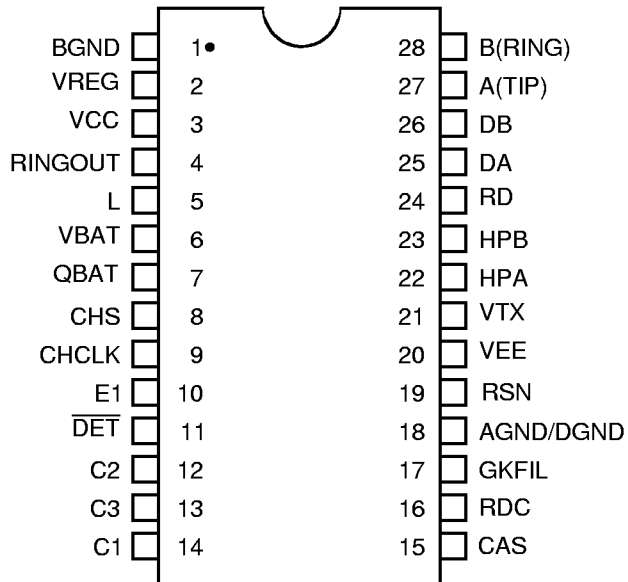 BGND 1 28 B(RING)
VREG 2 27 A(TIP)
VCC 3 26 DB
RINGOUT 4 25 DA
L 5 24 RD
VBAT 6 23 HPB
QBAT 7 22 HPA
CHS 8 21 VTX
CHCLK 9 20 VEE
E1 10 19 RSN
D̅E̅T̅ 11 18 AGND/DGND
C2 12 17 GKFIL
C3 13 16 RDC
C1 14 15 CAS